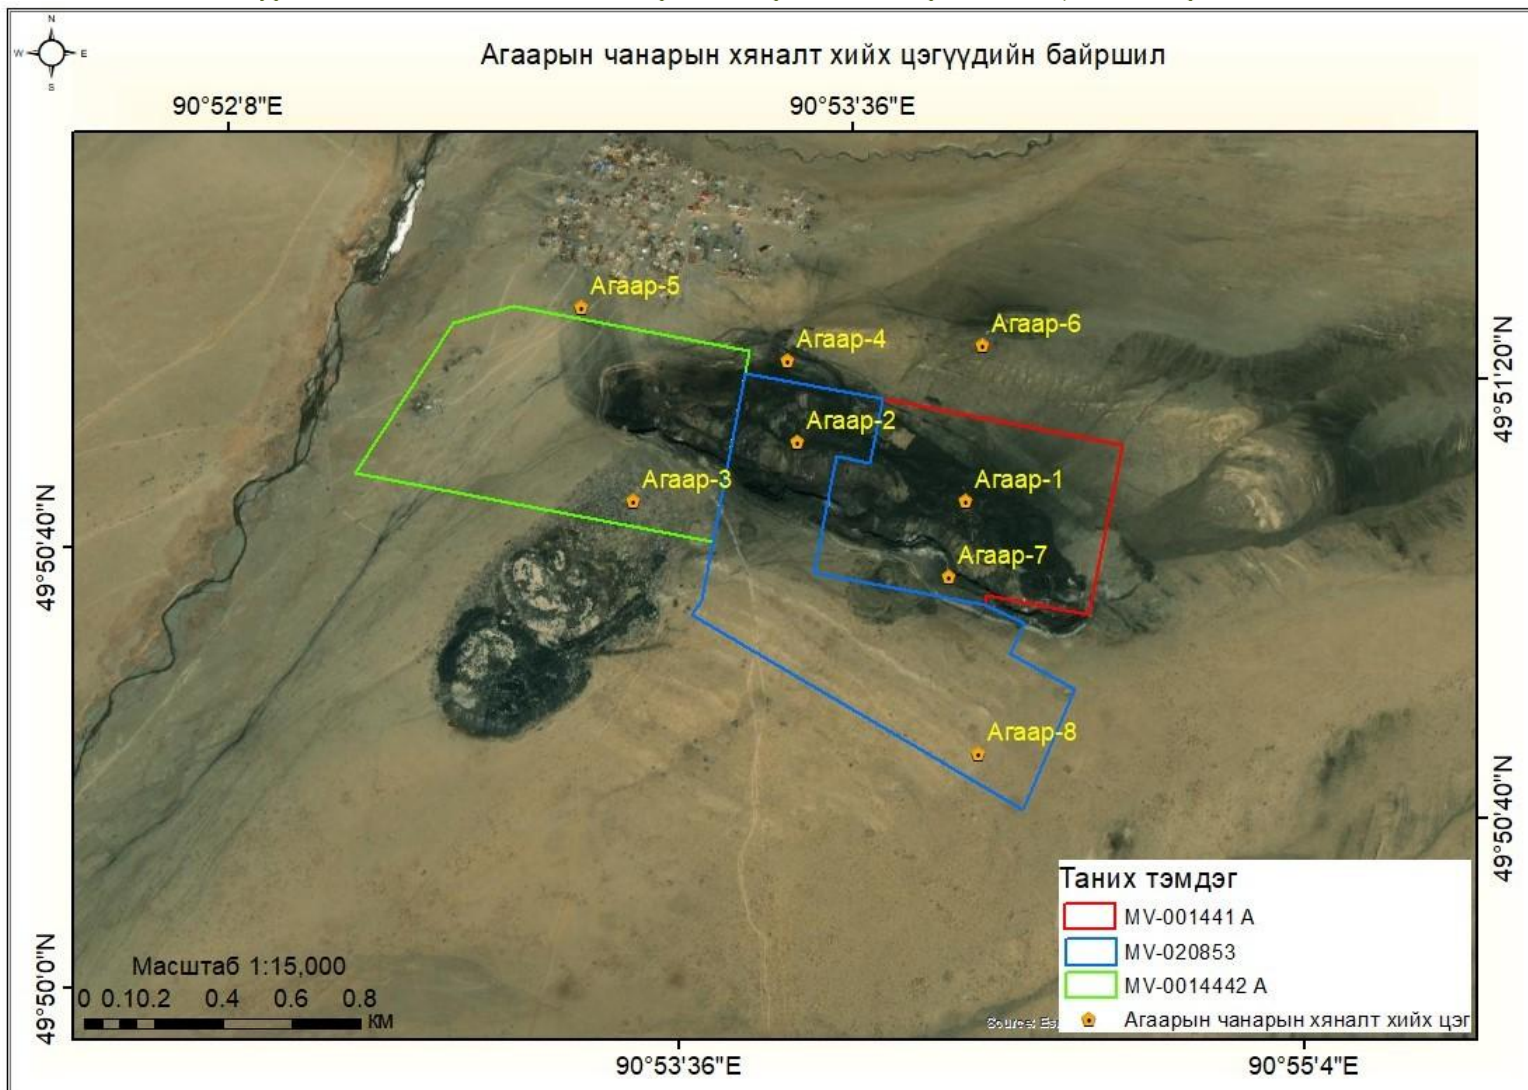 N
W E
S
Агаарын чанарын хяналт хийх цэгүүдийн байршил
90°52'8"E 90°53'36"E
Агаар-5
Агаар-4
Агаар-6
49°51'20"N
Агаар-2
Агаар-3
Агаар-1
49°50'40"N
Агаар-7
Агаар-8
49°50'40"N
Таних тэмдэг
MV-001441 A
MV-020853
MV-0014442 A
Агаарын чанарын хяналт хийх цэг
Масштаб 1:15,000
0 0.1 0.2 0.4 0.6 0.8
КМ
49°50'0"N
Source:
90°53'36"E 90°55'4"E